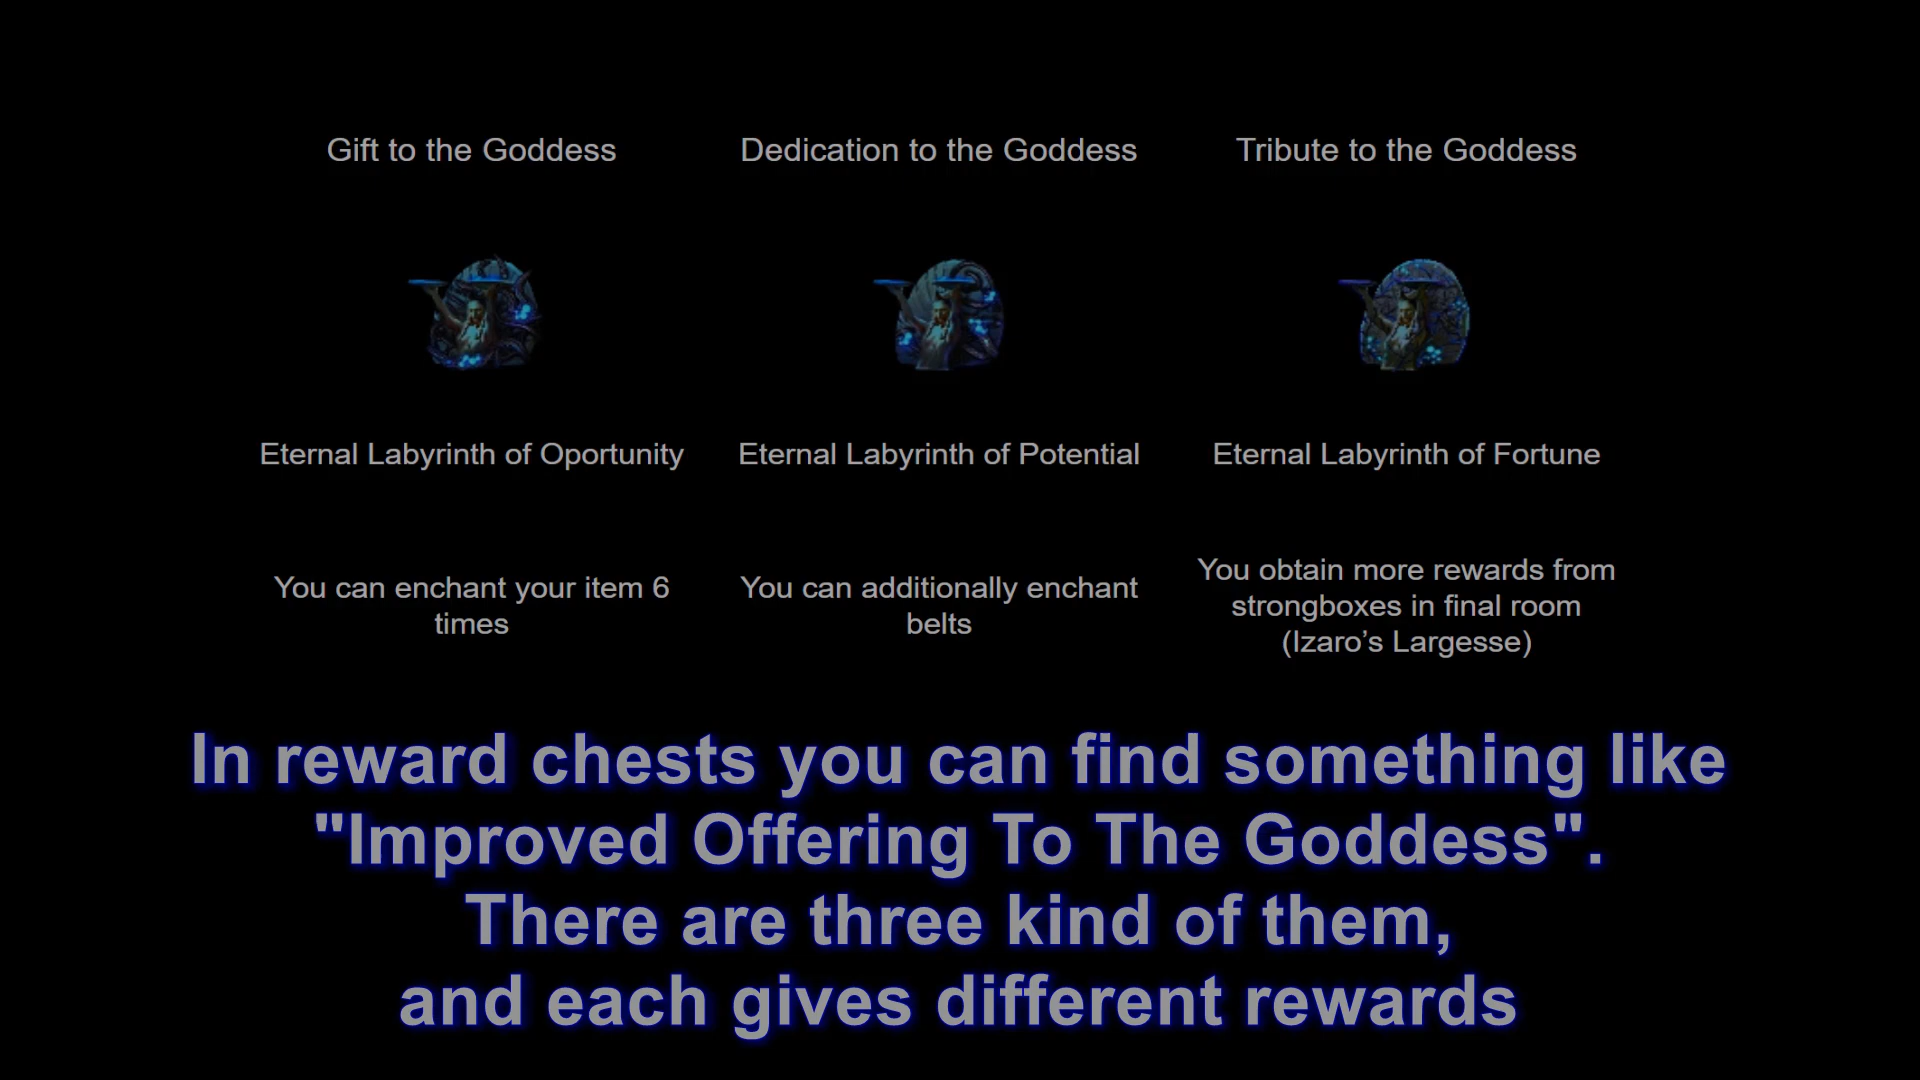 Gift to the Goddess
Dedication to the Goddess
Tribute to the Goddess
Eternal Labyrinth of Oportunity
Eternal Labyrinth of Potential
Eternal Labyrinth of Fortune
You can enchant your item 6
times
You can additionally enchant
belts
You obtain more rewards from
strongboxes in final room
(Izaro’s Largesse)
In reward chests you can find something like
"Improved Offering To The Goddess".
There are three kind of them,
and each gives different rewards